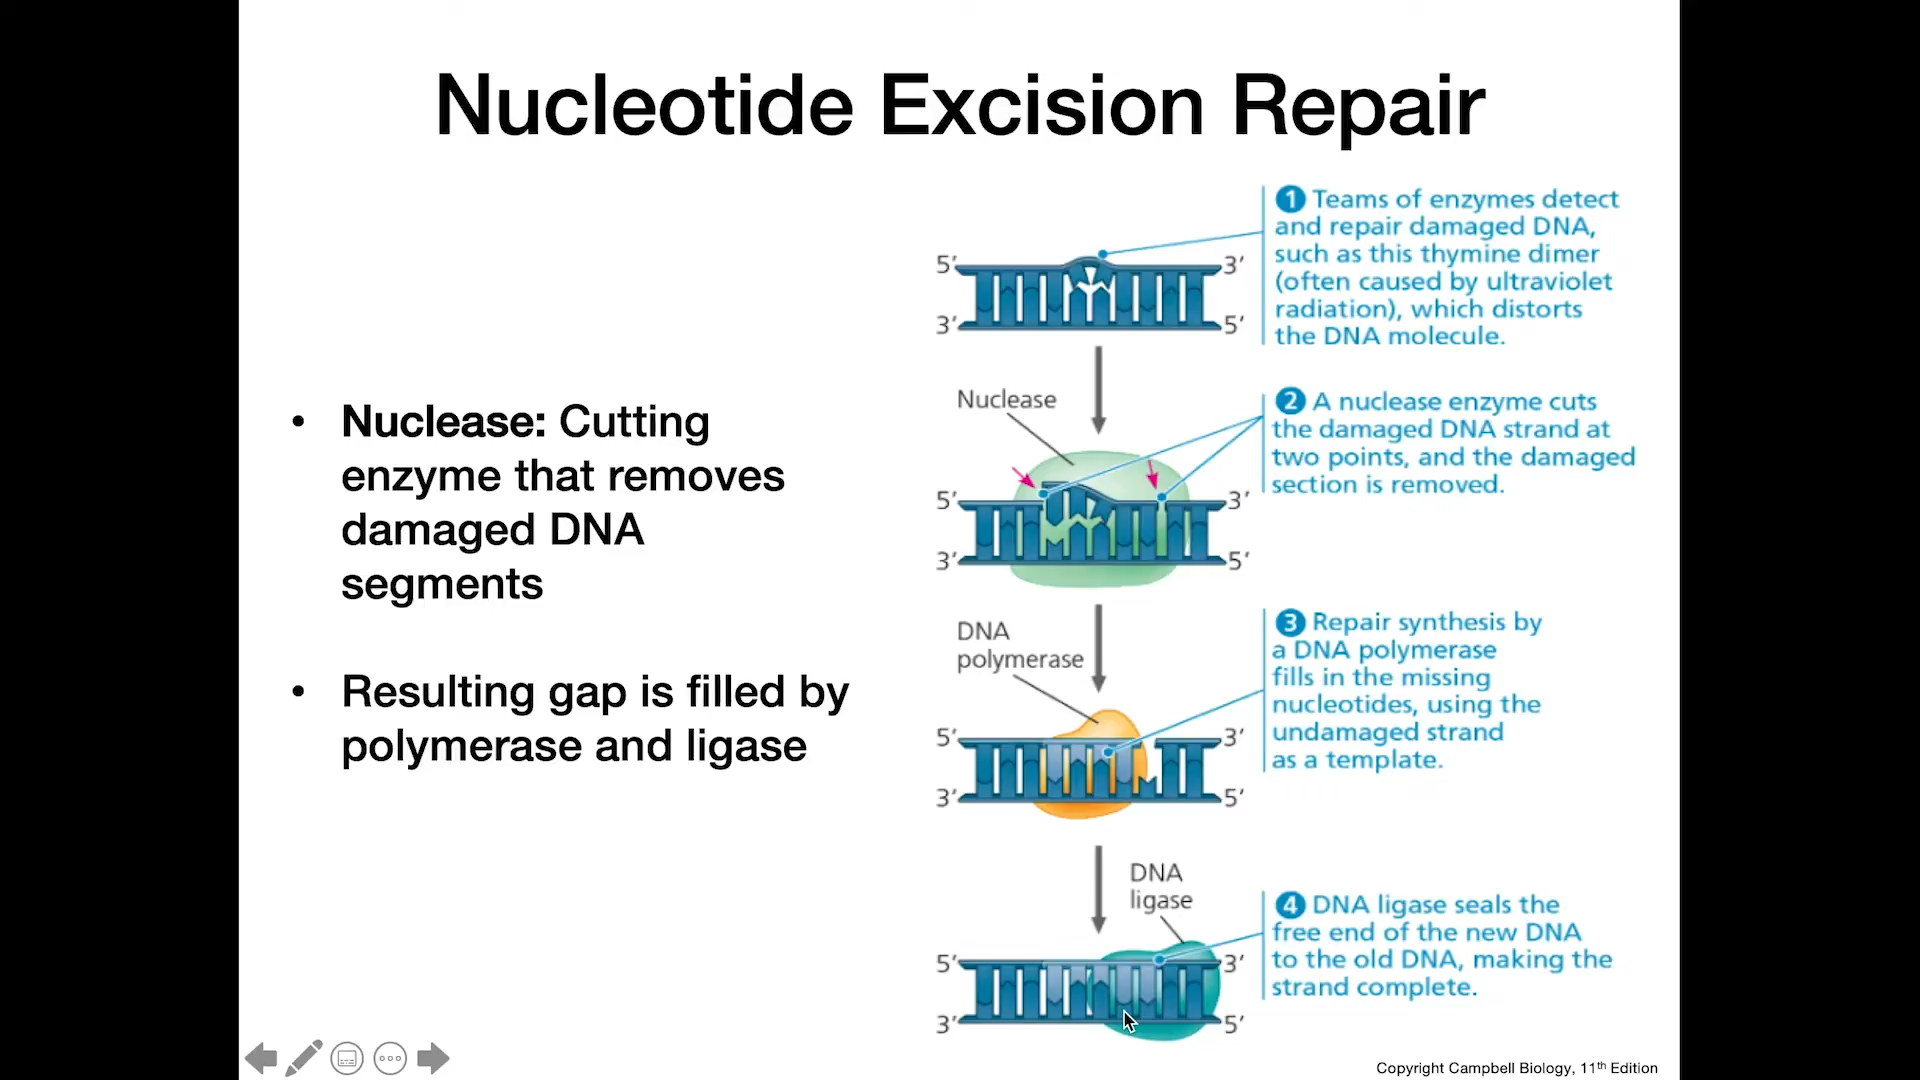 Nucleotide Excision Repair
• Nuclease: Cutting
enzyme that removes
damaged DNA
segments
• Resulting gap is filled by
polymerase and ligase
1 Teams of enzymes detect
and repair damaged DNA,
such as this thymine dimer
(often caused by ultraviolet
radiation), which distorts
the DNA molecule.
5′ 3′
3′ 5′
Nuclease
2 A nuclease enzyme cuts
the damaged DNA strand at
two points, and the damaged
section is removed.
5′ 3′
3′ 5′
DNA
polymerase
3 Repair synthesis by
a DNA polymerase
fills in the missing
nucleotides, using the
undamaged strand
as a template.
5′ 3′
3′ 5′
DNA
ligase
4 DNA ligase seals the
free end of the new DNA
to the old DNA, making the
strand complete.
5′ 3′
3′ 5′
Copyright Campbell Biology, 11th Edition